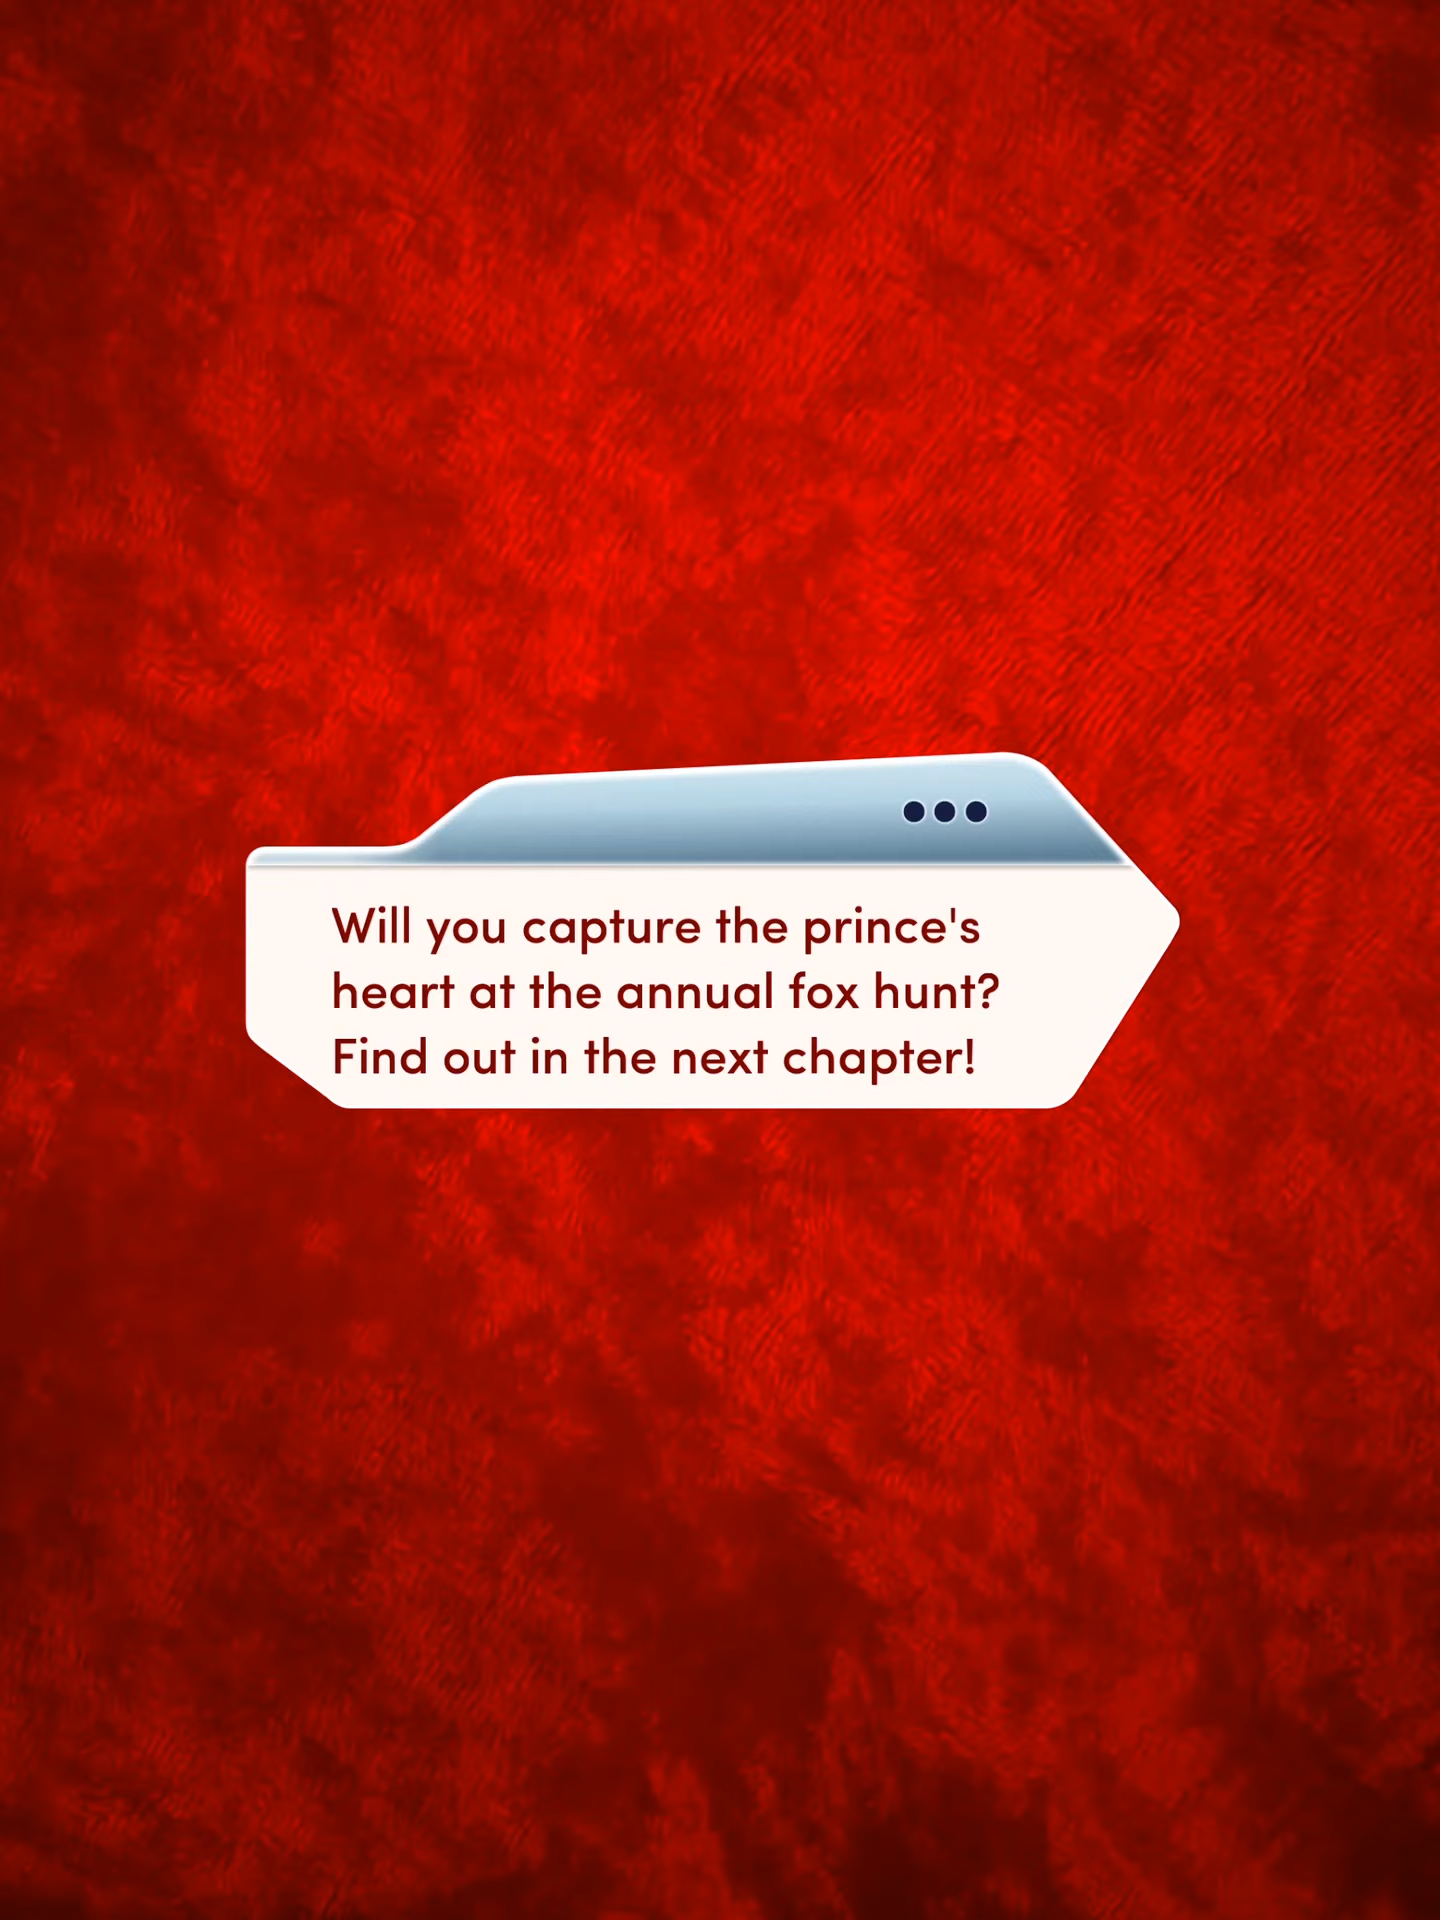 Will you capture the prince's
heart at the annual fox hunt?
Find out in the next chapter!